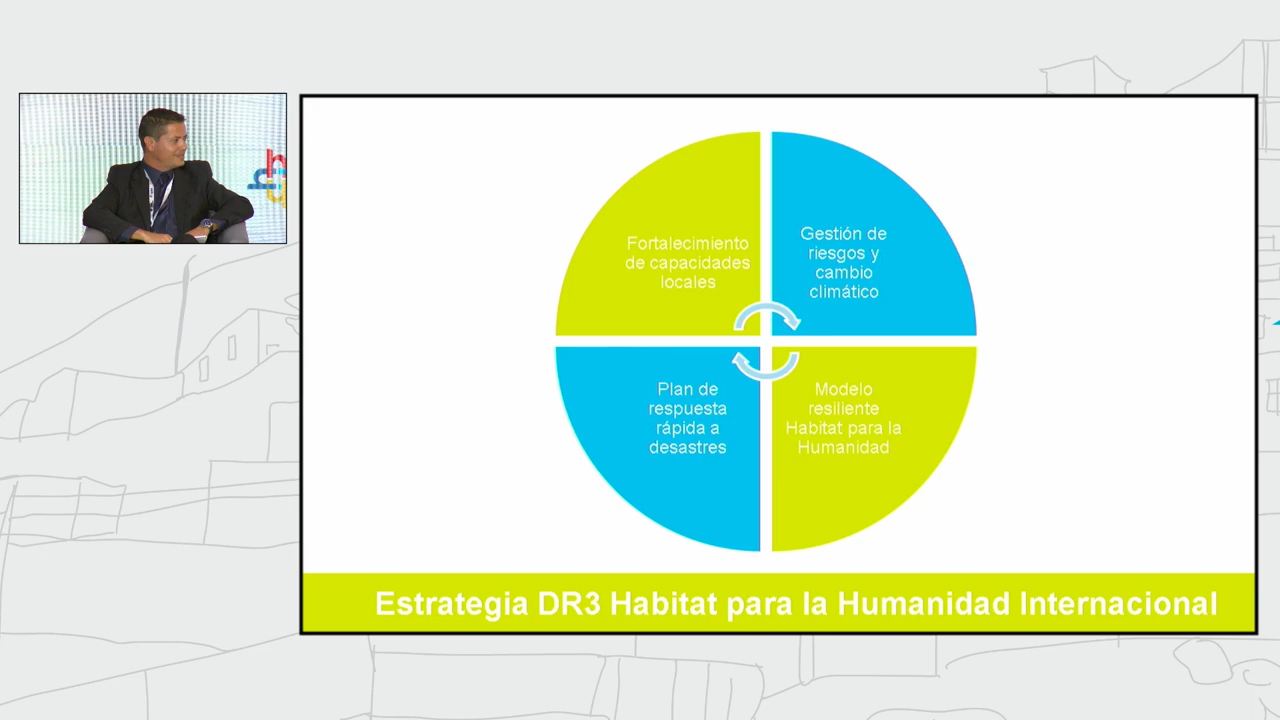 Fortalecimiento
de capacidades
locales
Gestión de
riesgos y
cambio
climático
Plan de
respuesta
rápida a
desastres
Modelo
resiliente
Habitat para la
Humanidad
Estrategia DR3 Habitat para la Humanidad Internacional